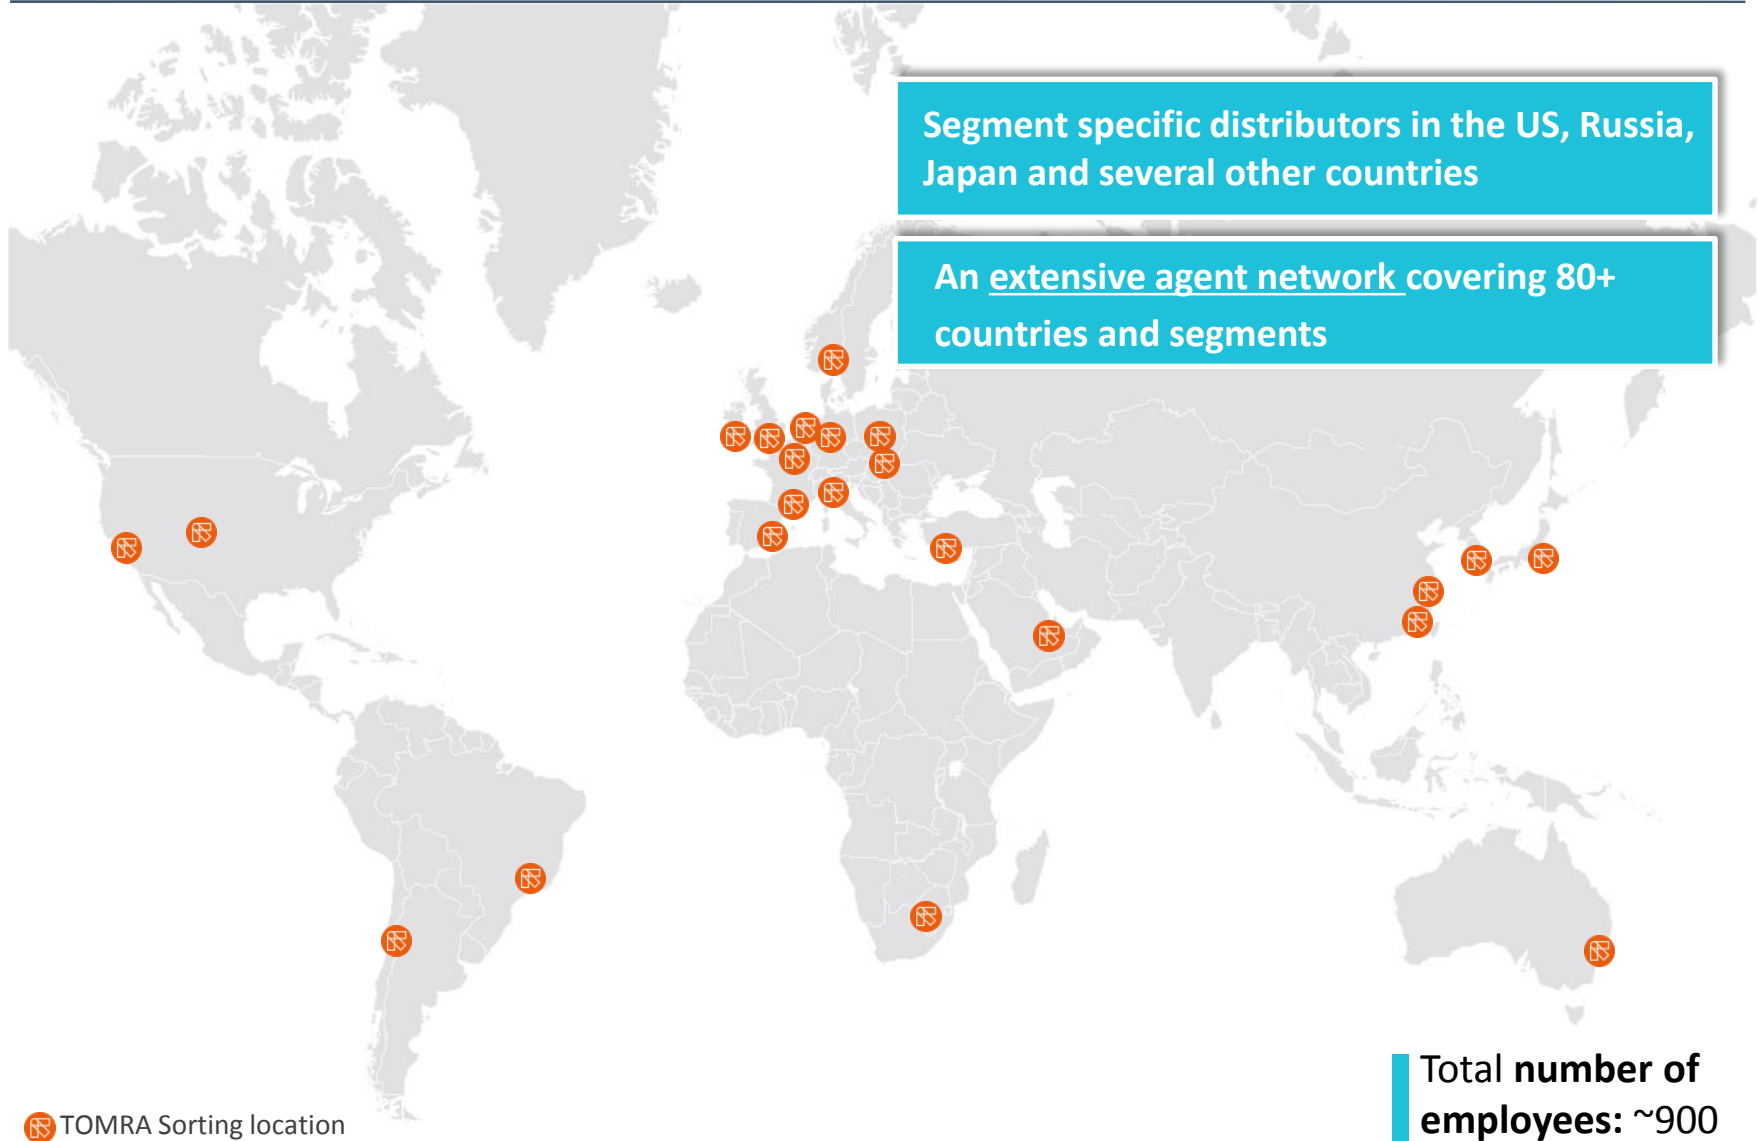 Segment specific distributors in the US, Russia,
Japan and several other countries
An extensive agent network covering 80+
countries and segments
Total number of
employees: ~900
TOMRA Sorting location